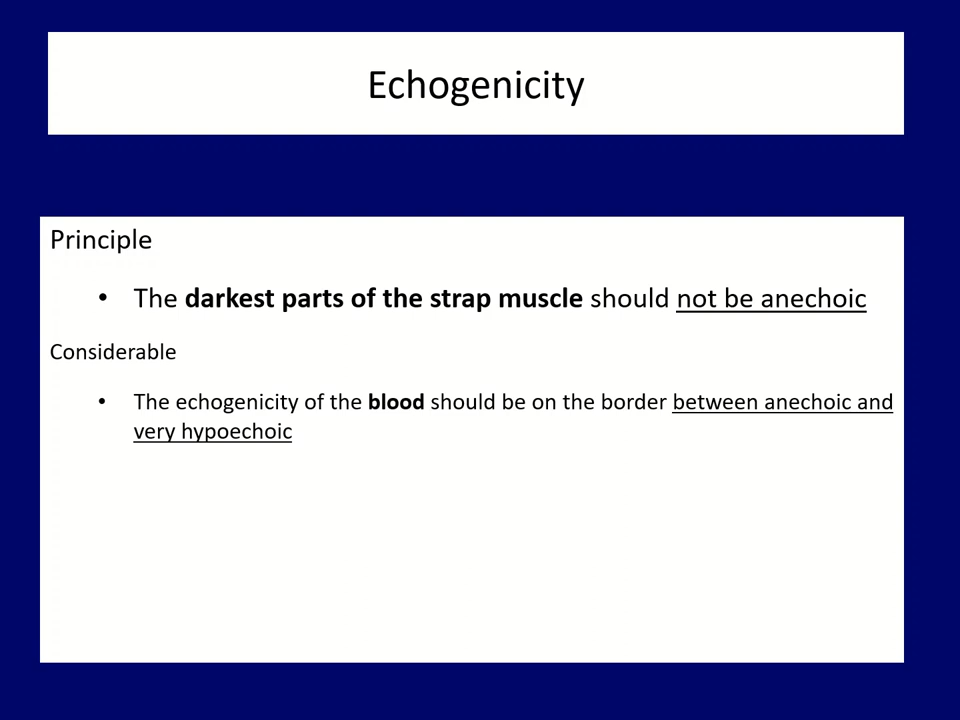 Echogenicity
Principle
• The darkest parts of the strap muscle should not be anechoic
Considerable
• The echogenicity of the blood should be on the border between anechoic and
very hypoechoic